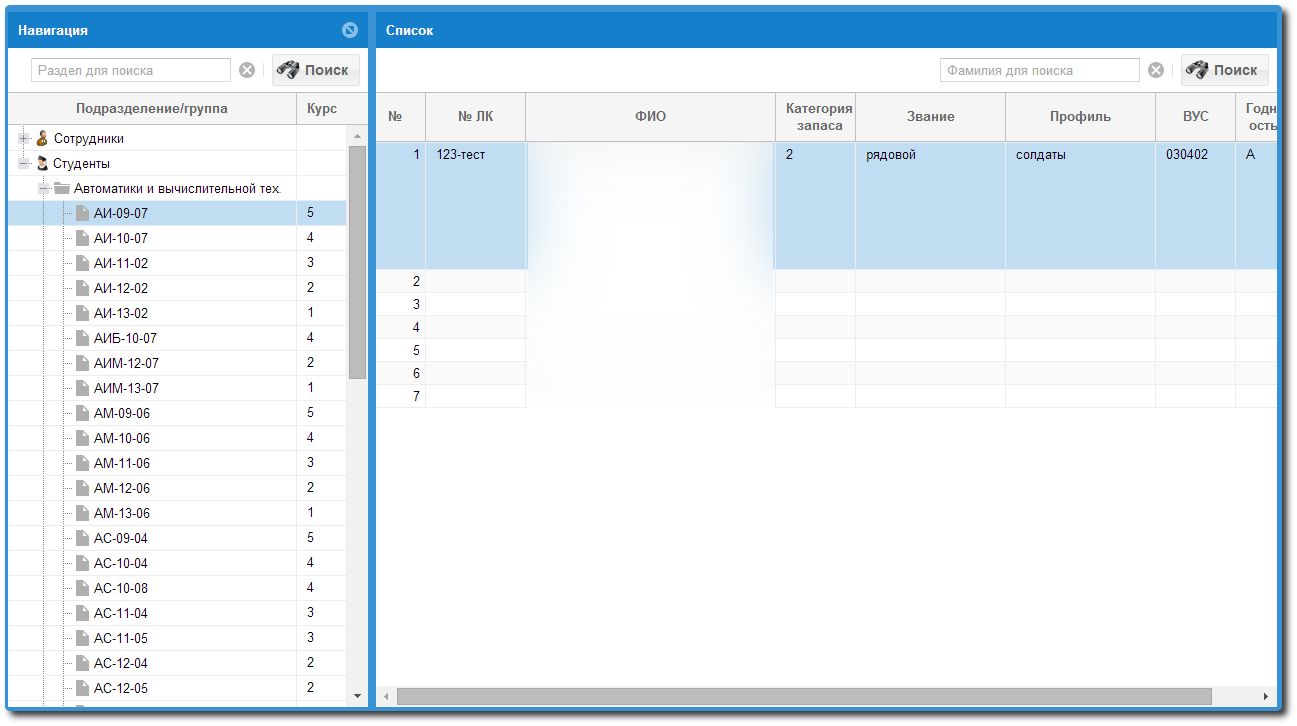 Навигация
Раздел для поиска
Поиск
Подразделение/группа Курс
Сотрудники
Студенты
Автоматики и вычислительной тех.
АИ-09-07 5
АИ-10-07 4
АИ-11-02 3
АИ-12-02 2
АИ-13-02 1
АИБ-10-07 4
АИМ-12-07 2
АИМ-13-07 1
АМ-09-06 5
АМ-10-06 4
АМ-11-06 3
АМ-12-06 2
АМ-13-06 1
АС-09-04 5
АС-10-04 4
АС-10-08 4
АС-11-04 3
АС-11-05 3
АС-12-04 2
АС-12-05 2
Список
Фамилия для поиска
Поиск
№ № ЛК ФИО Категория запаса Звание Профиль ВУС Годн ость
1 123-тест 2 рядовой солдаты 030402 А
2
3
4
5
6
7